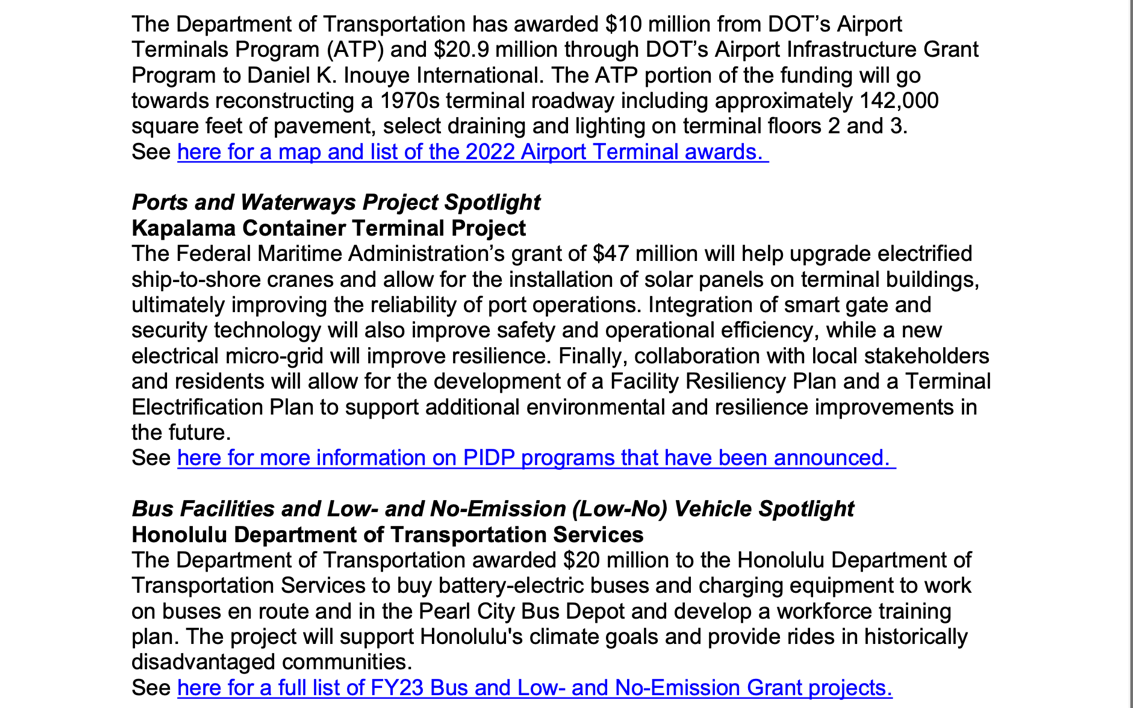 The Department of Transportation has awarded $10 million from DOT’s Airport
Terminals Program (ATP) and $20.9 million through DOT’s Airport Infrastructure Grant
Program to Daniel K. Inouye International. The ATP portion of the funding will go
towards reconstructing a 1970s terminal roadway including approximately 142,000
square feet of pavement, select draining and lighting on terminal floors 2 and 3.
See here for a map and list of the 2022 Airport Terminal awards.
Ports and Waterways Project Spotlight
Kapalama Container Terminal Project
The Federal Maritime Administration’s grant of $47 million will help upgrade electrified
ship-to-shore cranes and allow for the installation of solar panels on terminal buildings,
ultimately improving the reliability of port operations. Integration of smart gate and
security technology will also improve safety and operational efficiency, while a new
electrical micro-grid will improve resilience. Finally, collaboration with local stakeholders
and residents will allow for the development of a Facility Resiliency Plan and a Terminal
Electrification Plan to support additional environmental and resilience improvements in
the future.
See here for more information on PIDP programs that have been announced.
Bus Facilities and Low- and No-Emission (Low-No) Vehicle Spotlight
Honolulu Department of Transportation Services
The Department of Transportation awarded $20 million to the Honolulu Department of
Transportation Services to buy battery-electric buses and charging equipment to work
on buses en route and in the Pearl City Bus Depot and develop a workforce training
plan. The project will support Honolulu's climate goals and provide rides in historically
disadvantaged communities.
See here for a full list of FY23 Bus and Low- and No-Emission Grant projects.